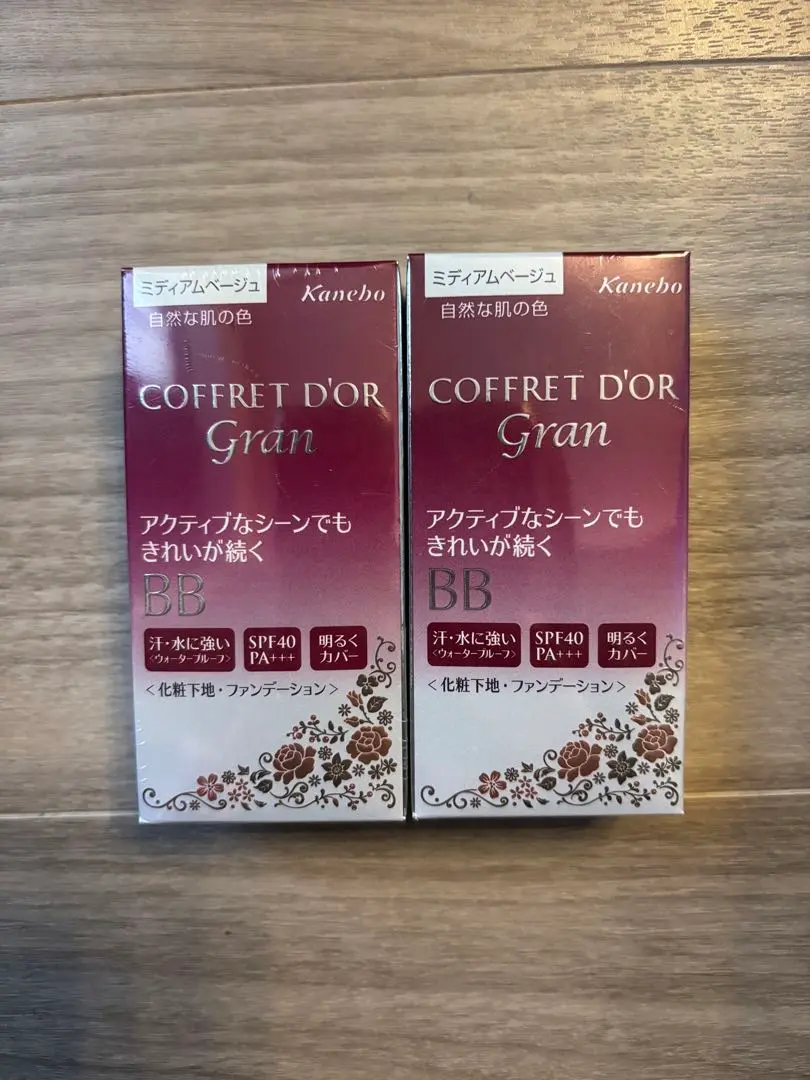 ミディアムベージュ
Kanebo
自然な肌の色
COFFRET D'OR
Gran
アクティブなシーンでも
きれいが続く
BB
汗・水に強い
<ウォータープルーフ>
SPF40
PA+++
明るく
カバー
<化粧下地・ファンデーション>
ミディアムベージュ
Kanebo
自然な肌の色
COFFRET D'OR
Gran
アクティブなシーンでも
きれいが続く
BB
汗・水に強い
<ウォータープルーフ>
SPF40
PA+++
明るく
カバー
<化粧下地・ファンデーション>